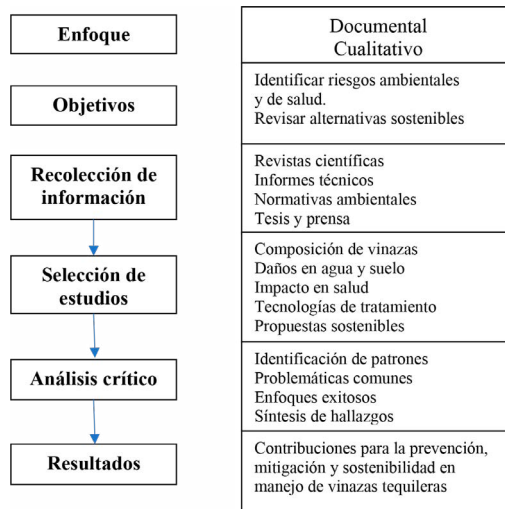 Enfoque
Documental
Cualitativo
Objetivos
Identificar riesgos ambientales
y de salud.
Revisar alternativas sostenibles
Recolección de
información
Revistas científicas
Informes técnicos
Normativas ambientales
Tesis y prensa
Selección de
estudios
Composición de vinazas
Daños en agua y suelo
Impacto en salud
Tecnologías de tratamiento
Propuestas sostenibles
Análisis crítico
Identificación de patrones
Problemáticas comunes
Enfoques exitosos
Síntesis de hallazgos
Resultados
Contribuciones para la prevención,
mitigación y sostenibilidad en
manejo de vinazas tequileras